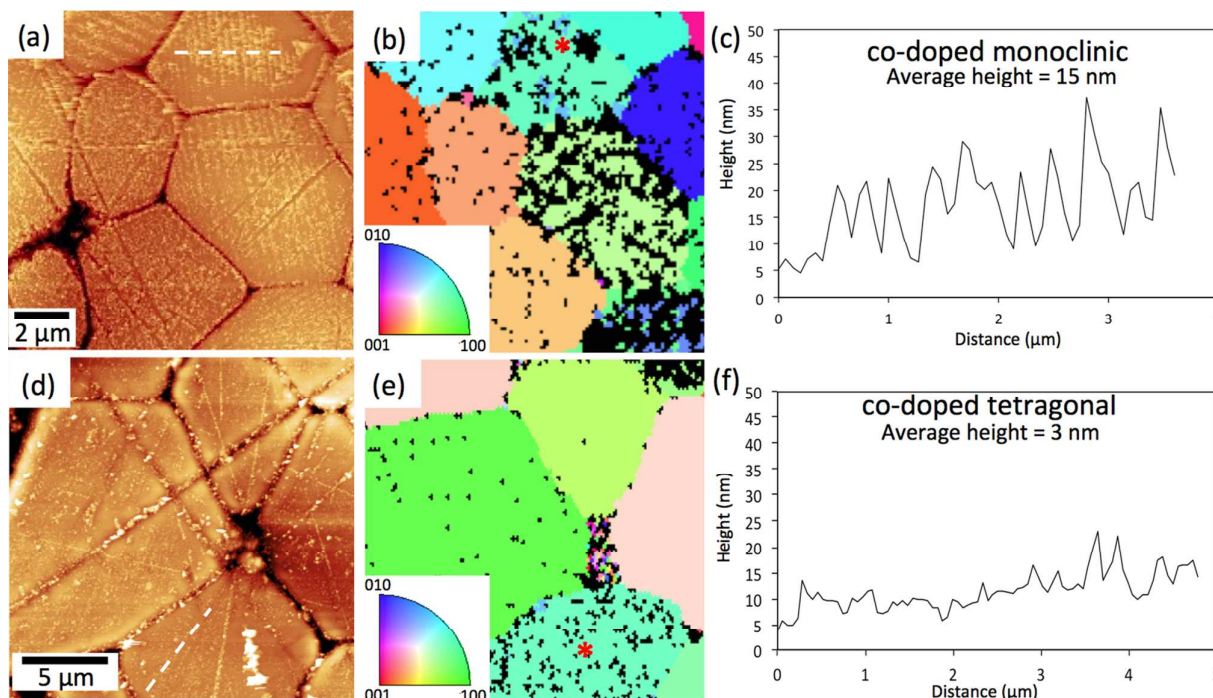 (a)
2 µm
(b)
*
010
001
100
(c)
co-doped monoclinic
Average height = 15 nm
Height (nm)
50
45
40
35
30
25
20
15
10
5
0
0
1
2
3
Distance (µm)
(d)
5 µm
(e)
*
010
001
100
(f)
co-doped tetragonal
Average height = 3 nm
Height (nm)
50
45
40
35
30
25
20
15
10
5
0
0
1
2
3
4
Distance (µm)